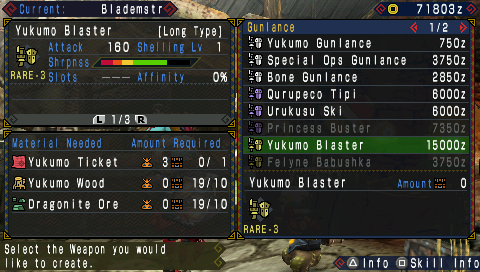 Current: Blademstr
71803z
Yukumo Blaster [Long Type]
Attack 160 Shelling Lv 1
Shrpnss
RARE-3 Slots --- Affinity 0%
L 1/3 R
Material Needed Amount Required
Yukumo Ticket 3 0/ 1
Yukumo Wood 0 19/10
Dragonite Ore 0 19/10
Select the Weapon you would
like to create.
Gunlance 1/2
Yukumo Gunlance 750z
Special Ops Gunlance 3750z
Bone Gunlance 2850z
Qurupeco Tipi 6000z
Urukusu Ski 6000z
Princess Buster 7350z
Yukumo Blaster 15000z
Felyne Babushka 3750z
Yukumo Blaster Amount 0
RARE-3
Info Skill Info